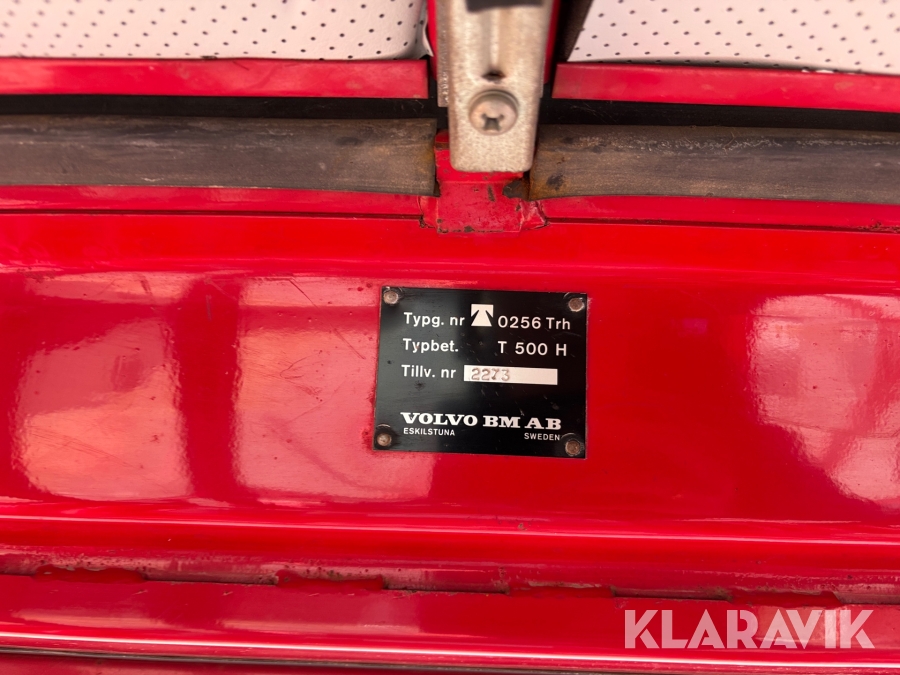 Typg. nr T 0256 Trh
Typbet. T 500 H
Tillv. nr 2273
VOLVO BM AB
ESKILSTUNA SWEDEN
KLARAVIK